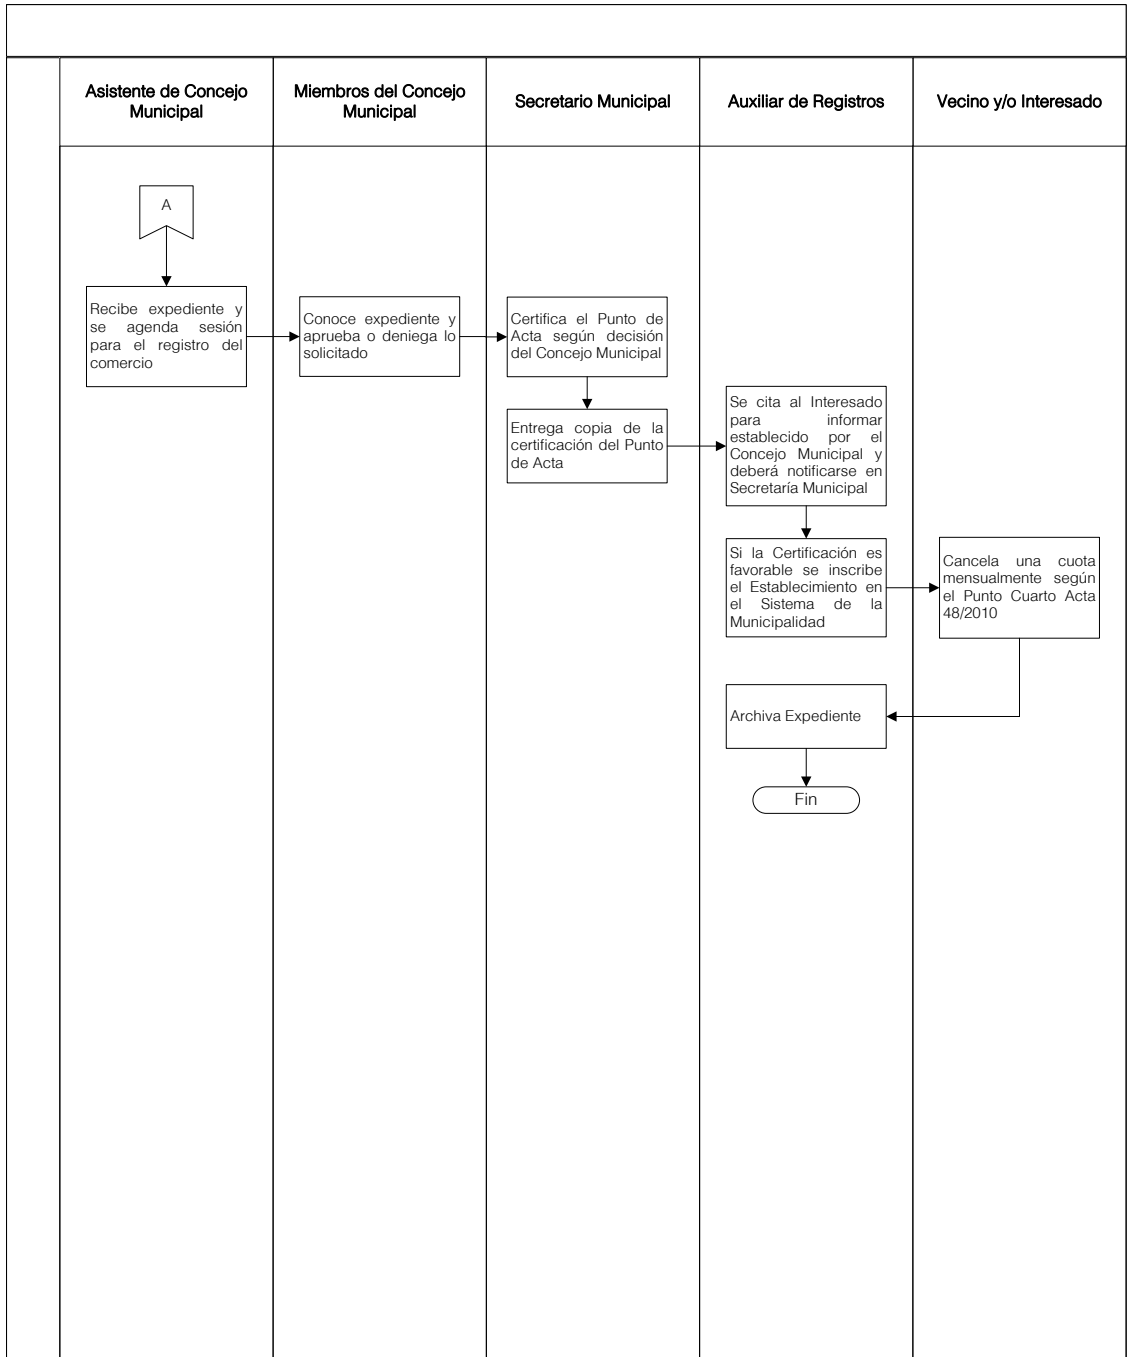 Asistente de Concejo
Municipal
Miembros del Concejo
Municipal
Secretario Municipal
Auxiliar de Registros
Vecino y/o Interesado
A
Recibe expediente y
se agenda sesión
para el registro del
comercio
Conoce expediente y
aprueba o deniega lo
solicitado
Certifica el Punto de
Acta según decisión
del Concejo Municipal
Entrega copia de la
certificación del Punto
de Acta
Se cita al Interesado
para informar
establecido por el
Concejo Municipal y
deberá notificarse en
Secretaría Municipal
Si la Certificación es
favorable se inscribe
el Establecimiento en
el Sistema de la
Municipalidad
Cancela una cuota
mensualmente según
el Punto Cuarto Acta
48/2010
Archiva Expediente
Fin